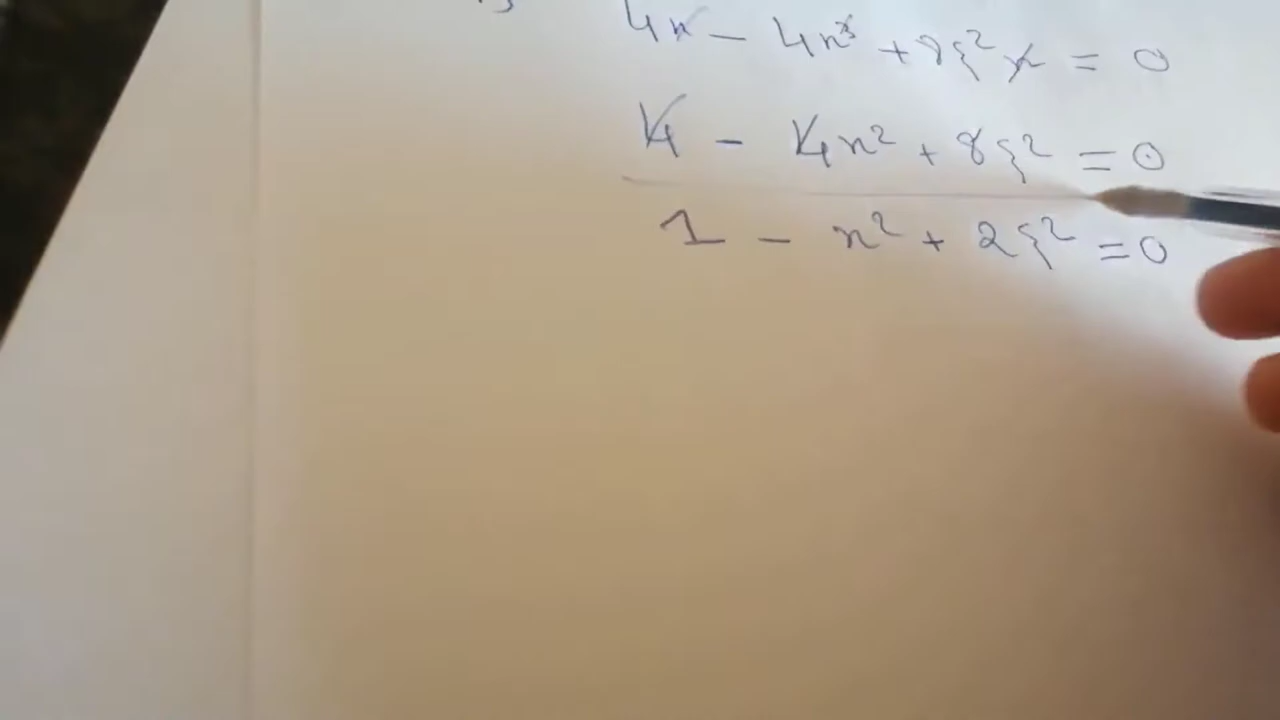 4x - 4x³ + 8ξ²x = 0
4 - 4x² + 8ξ² = 0
1 - x² + 2ξ² = 0